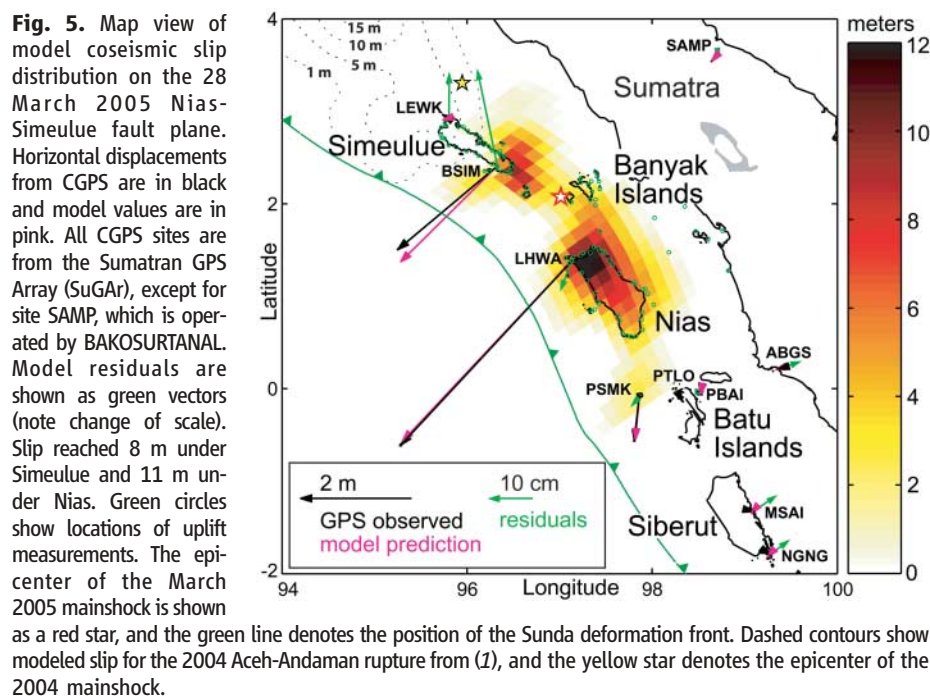 Fig. 5. Map view of
model coseismic slip
distribution on the 28
March 2005 Nias-
Simeulue fault plane.
Horizontal displacements
from CGPS are in black
and model values are in
pink. All CGPS sites are
from the Sumatran GPS
Array (SuGAr), except for
site SAMP, which is oper-
ated by BAKOSURTANAL.
Model residuals are
shown as green vectors
(note change of scale).
Slip reached 8 m under
Simeulue and 11 m un-
der Nias. Green circles
show locations of uplift
measurements. The epi-
center of the March
2005 mainshock is shown
as a red star, and the green line denotes the position of the Sunda deformation front. Dashed contours show
modeled slip for the 2004 Aceh-Andaman rupture from (1), and the yellow star denotes the epicenter of the
2004 mainshock.
4
2
0
-2
Latitude
94
96
98
100
Longitude
15 m
10 m
5 m
1 m
SAMP
Sumatra
LEWK
Simeulue
BSIM
Banyak
Islands
LHWA
Nias
ABGS
PTLO
PSMK
PBAI
Batu
Islands
Siberut
MSAI
NGNG
2 m
10 cm
GPS observed
residuals
model prediction
meters
12
10
8
6
4
2
0